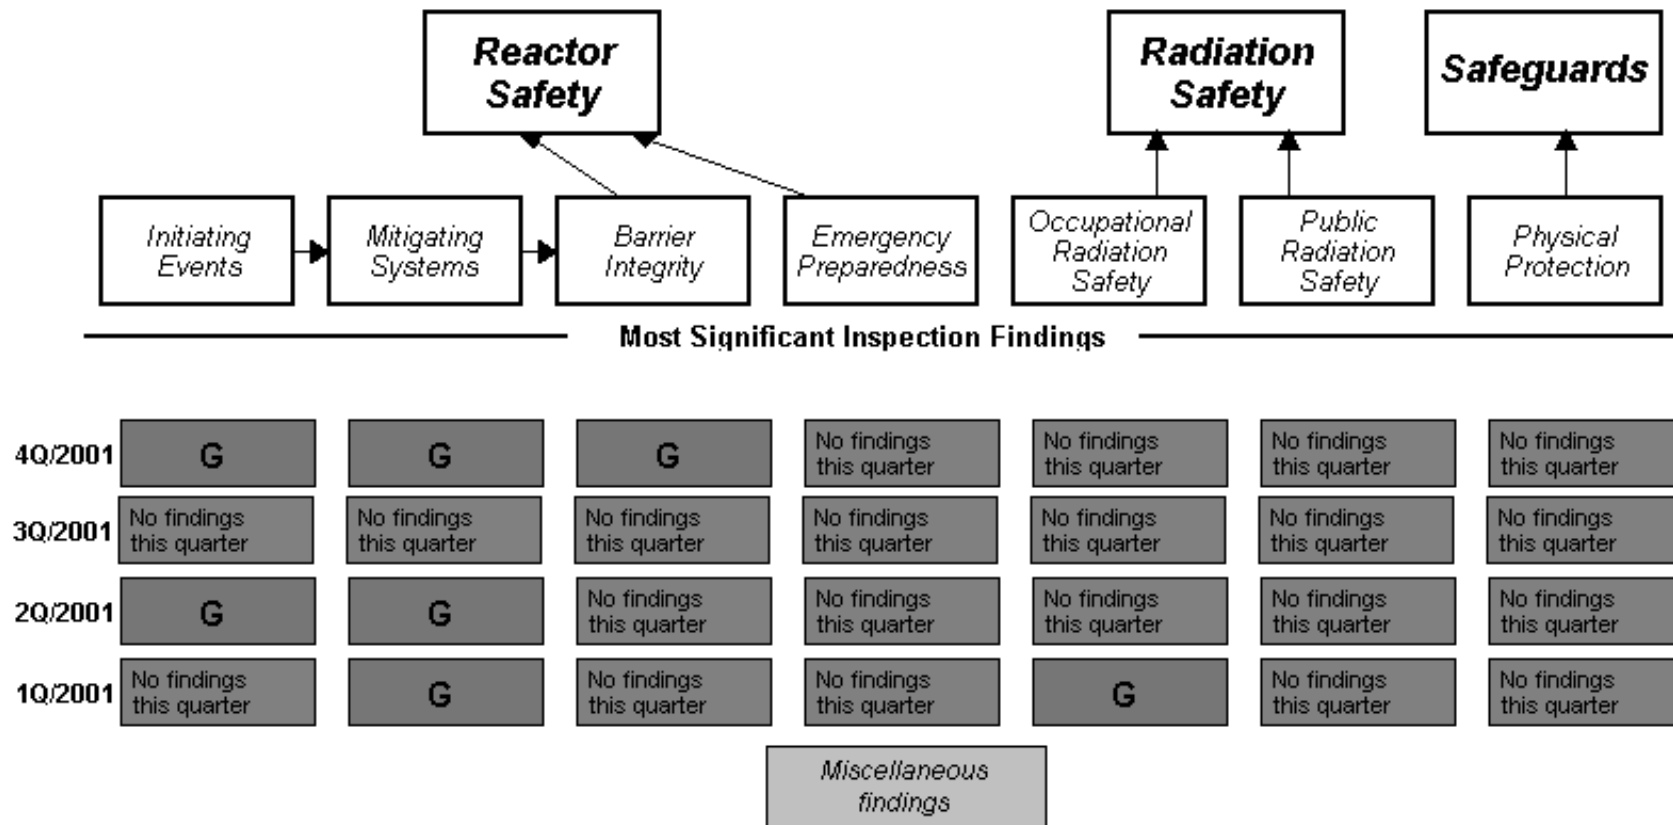 Reactor
Safety
Radiation
Safety
Safeguards
Initiating
Events
Mitigating
Systems
Barrier
Integrity
Emergency
Preparedness
Occupational
Radiation
Safety
Public
Radiation
Safety
Physical
Protection
Most Significant Inspection Findings
4Q/2001
G
G
G
No findings
this quarter
No findings
this quarter
No findings
this quarter
No findings
this quarter
3Q/2001
No findings
this quarter
No findings
this quarter
No findings
this quarter
No findings
this quarter
No findings
this quarter
No findings
this quarter
No findings
this quarter
2Q/2001
G
G
No findings
this quarter
No findings
this quarter
No findings
this quarter
No findings
this quarter
No findings
this quarter
1Q/2001
No findings
this quarter
G
No findings
this quarter
No findings
this quarter
G
No findings
this quarter
No findings
this quarter
Miscellaneous
findings